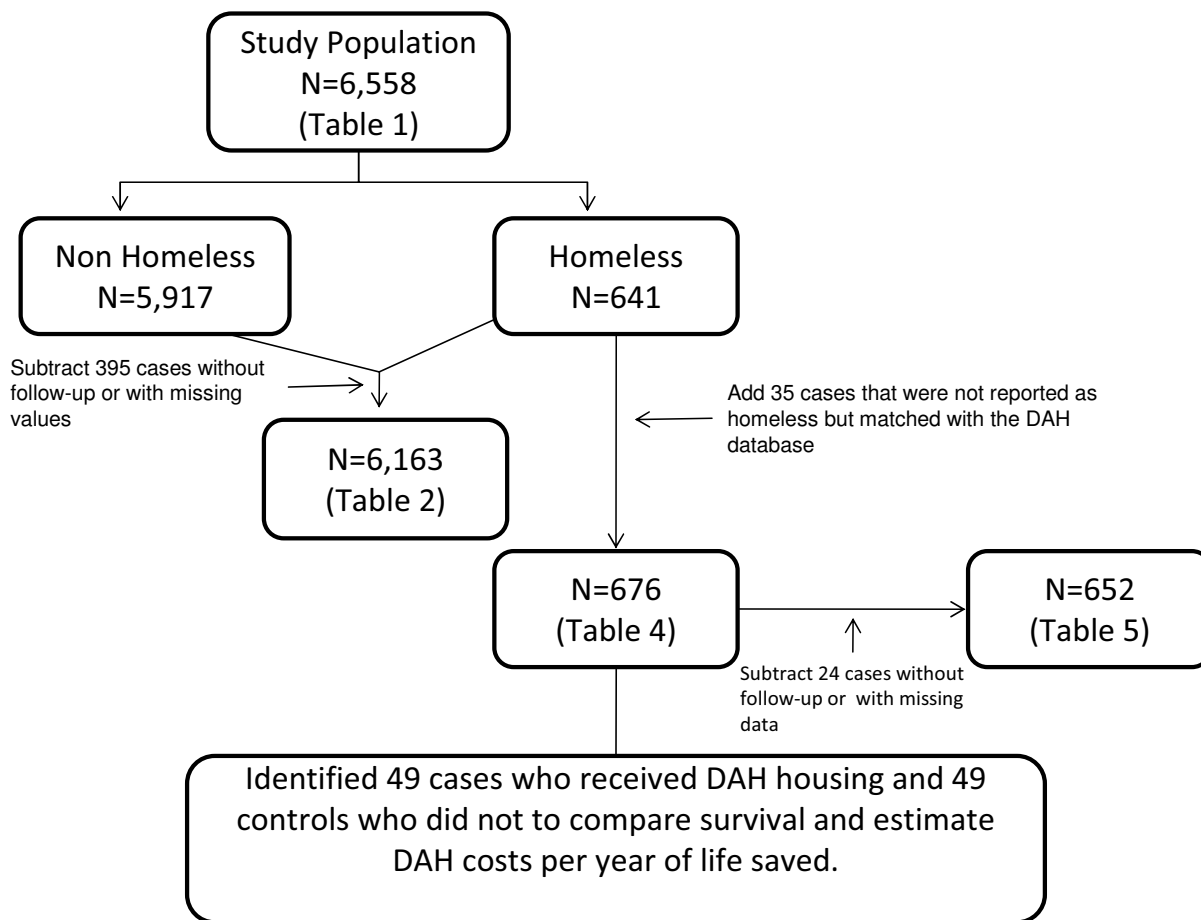 Study Population
N=6,558
(Table 1)
Non Homeless
N=5,917
Homeless
N=641
Subtract 395 cases without
follow-up or with missing
values
Add 35 cases that were not reported as
homeless but matched with the DAH
database
N=6,163
(Table 2)
N=676
(Table 4)
N=652
(Table 5)
Subtract 24 cases without
follow-up or with missing
data
Identified 49 cases who received DAH housing and 49
controls who did not to compare survival and estimate
DAH costs per year of life saved.